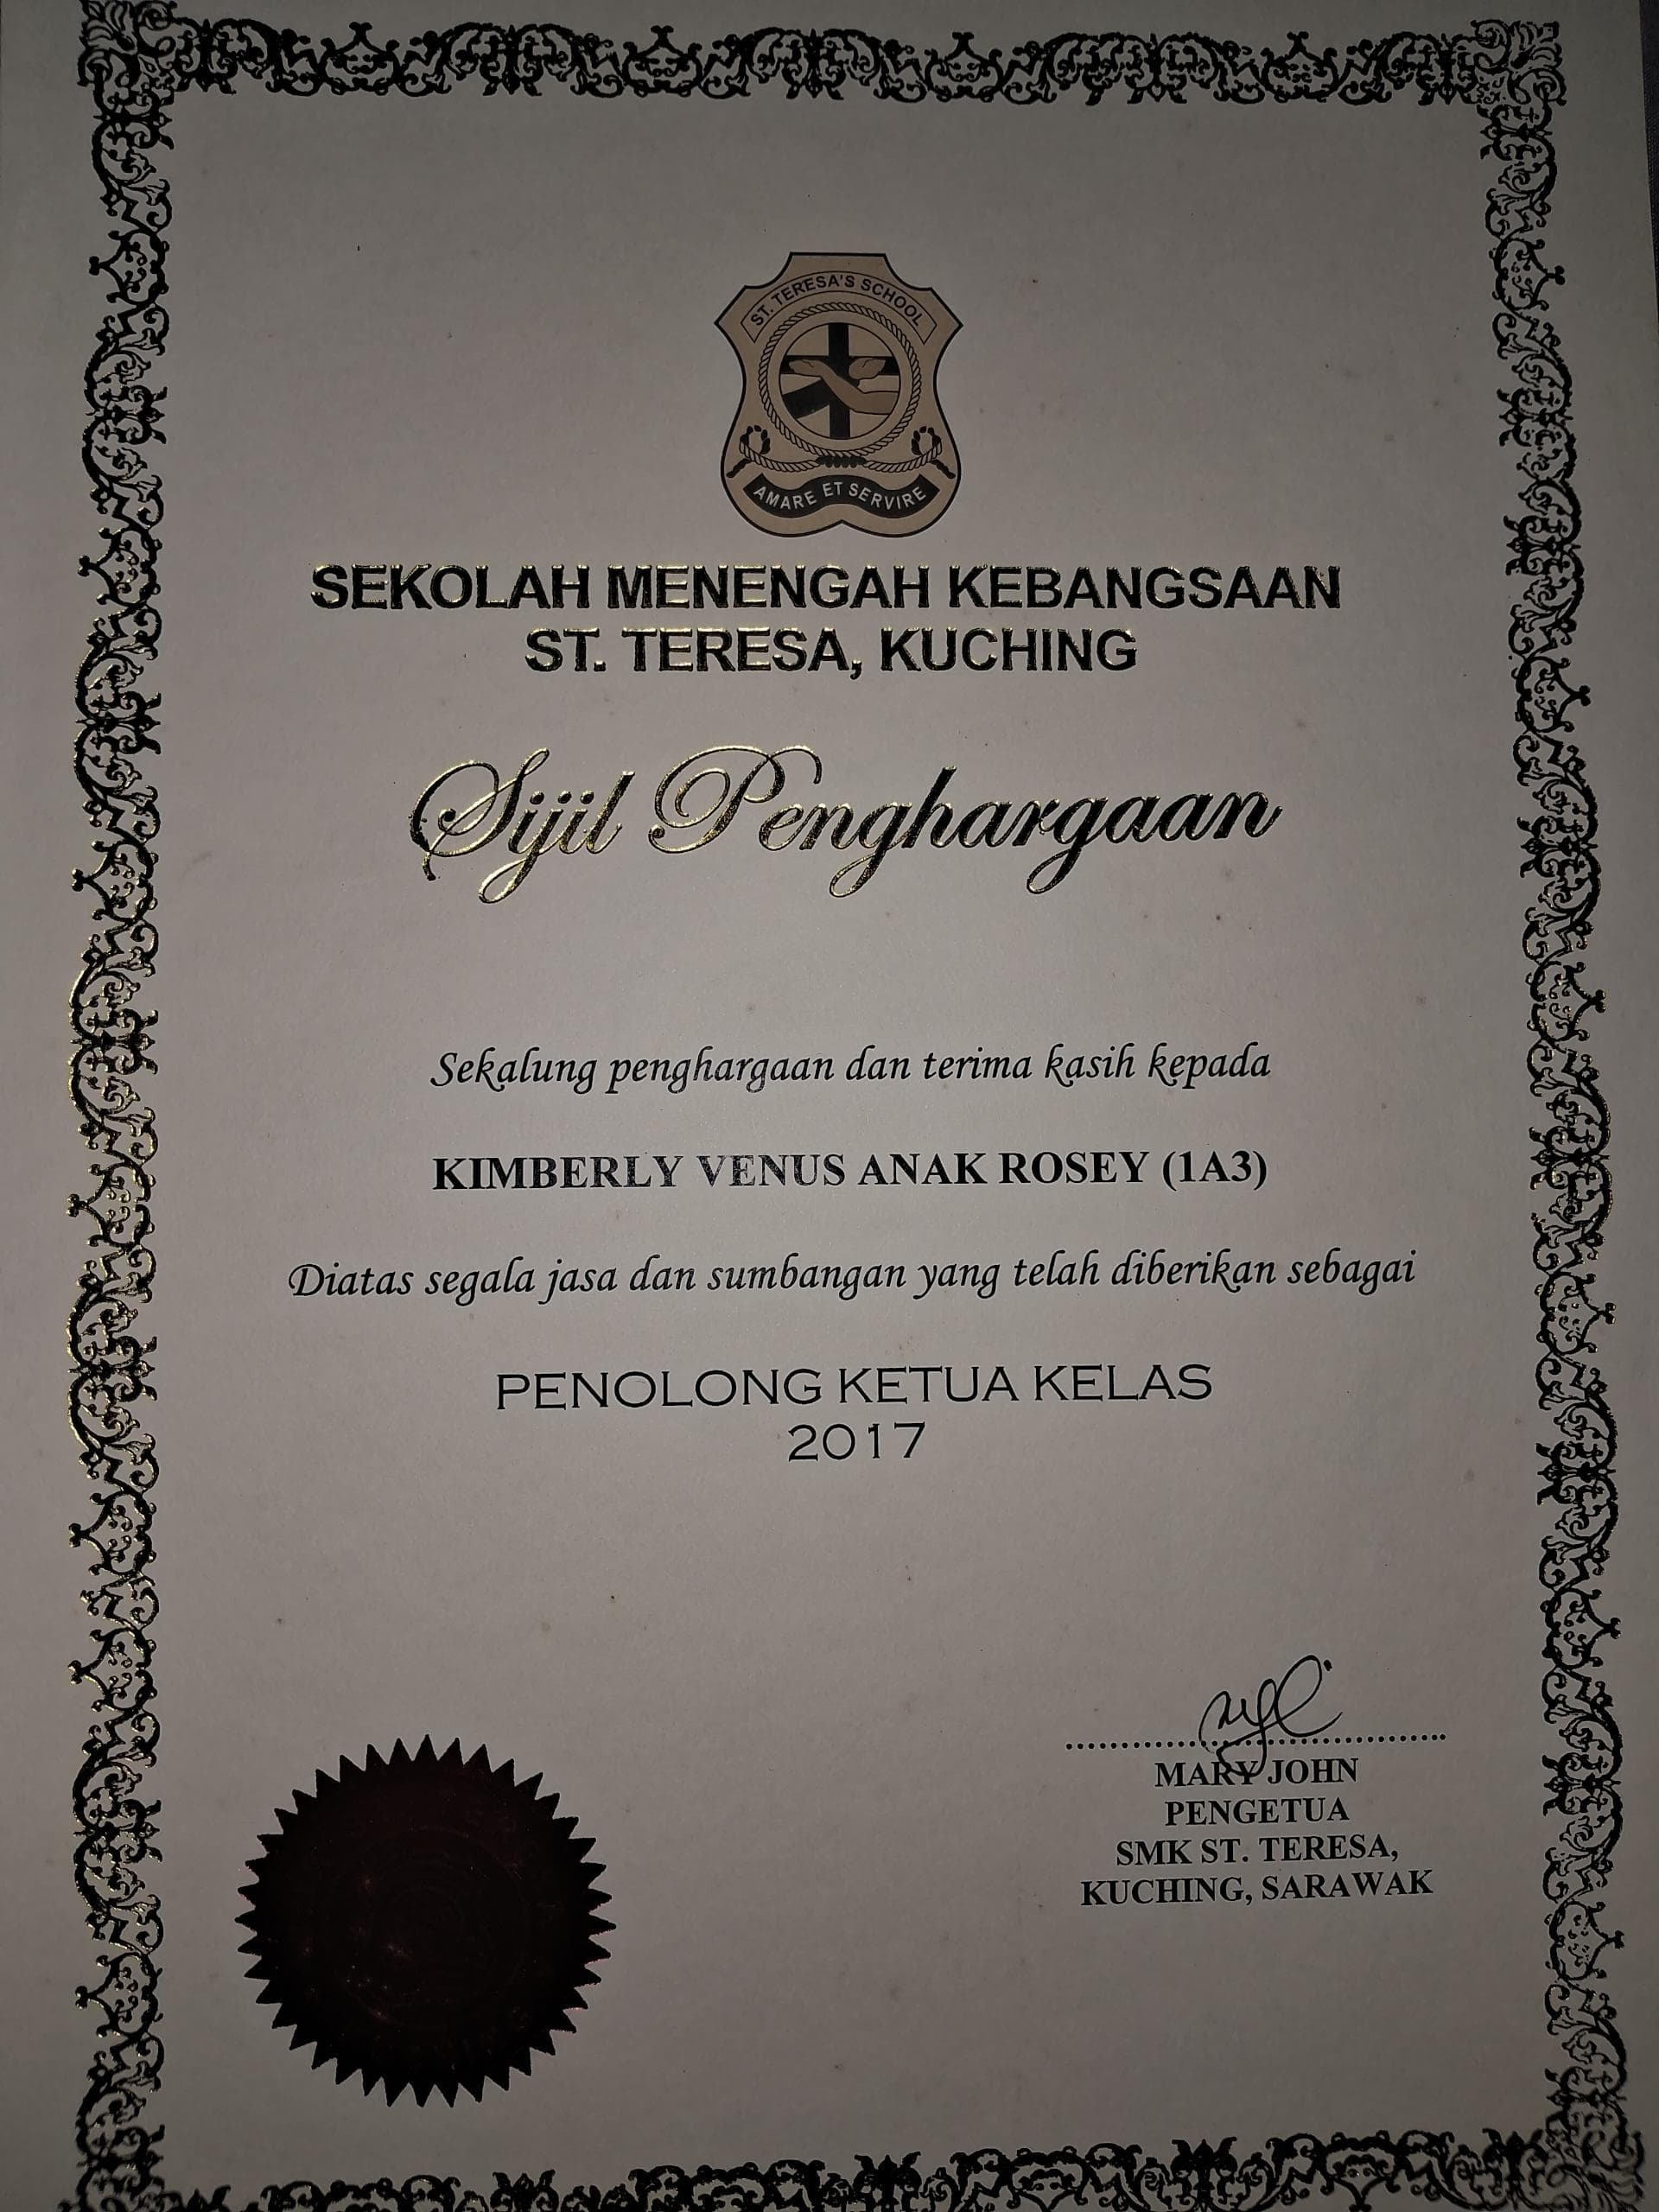 ST. TERESA'S SCHOOL
AMARE ET SERVIRE
SEKOLAH MENENGAH KEBANGSAAN
ST. TERESA, KUCHING
Sijil Penghargaan
Sekalung penghargaan dan terima kasih kepada
KIMBERLY VENUS ANAK ROSEY (1A3)
Diatas segala jasa dan sumbangan yang telah diberikan sebagai
PENOLONG KETUA KELAS
2017
MARY JOHN
PENGETUA
SMK ST. TERESA,
KUCHING, SARAWAK